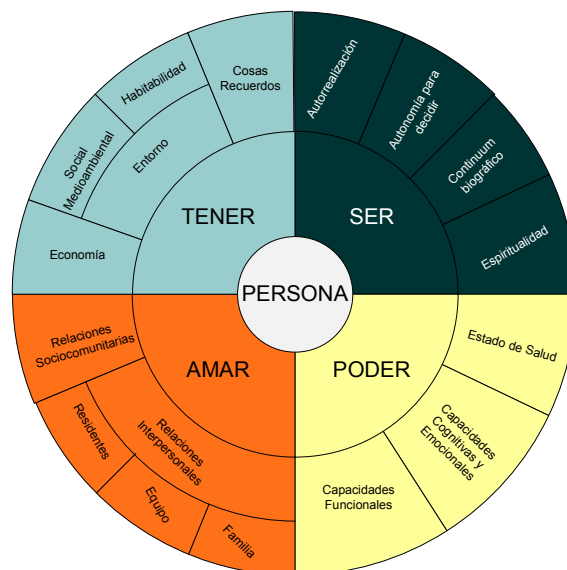 Cosas
Recuerdos
Habitabilidad
Social
Medioambiental
Entorno
Economía
TENER
Autorrealización
Autonomía para
decidir
Continuum
biográfico
Espiritualidad
SER
PERSONA
AMAR
Relaciones
Sociocomunitarias
Relaciones
Interpersonales
Residentes
Equipo
Familia
PODER
Estado de Salud
Capacidades
Cognitivas y
Emocionales
Capacidades
Funcionales